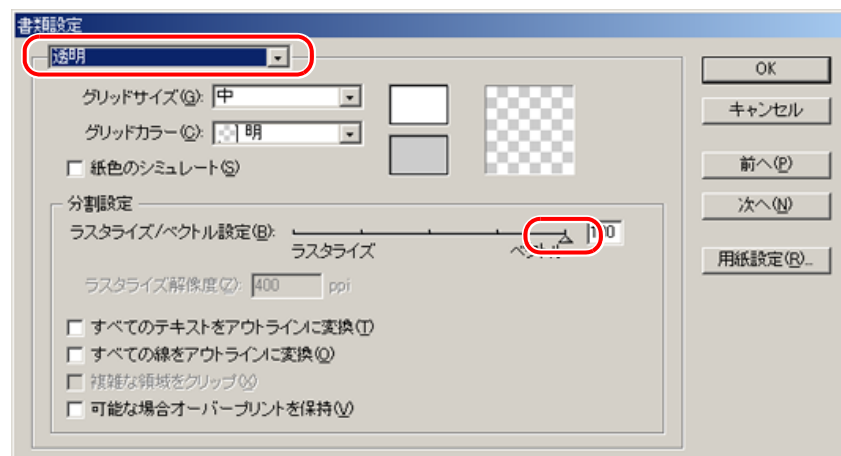 書類設定
透明
OK
グリッドサイズ(G): 中
キャンセル
グリッドカラー(C): 明
紙色のシミュレート(S)
前へ(P)
分割設定
次へ(N)
ラスタライズ/ベクトル設定(B): 100
ラスタライズ ベクトル
用紙設定(R)...
ラスタライズ解像度(Z): 400 ppi
すべてのテキストをアウトラインに変換(T)
すべての線をアウトラインに変換(O)
複雑な領域をクリップ(X)
可能な場合オーバープリントを保持(V)